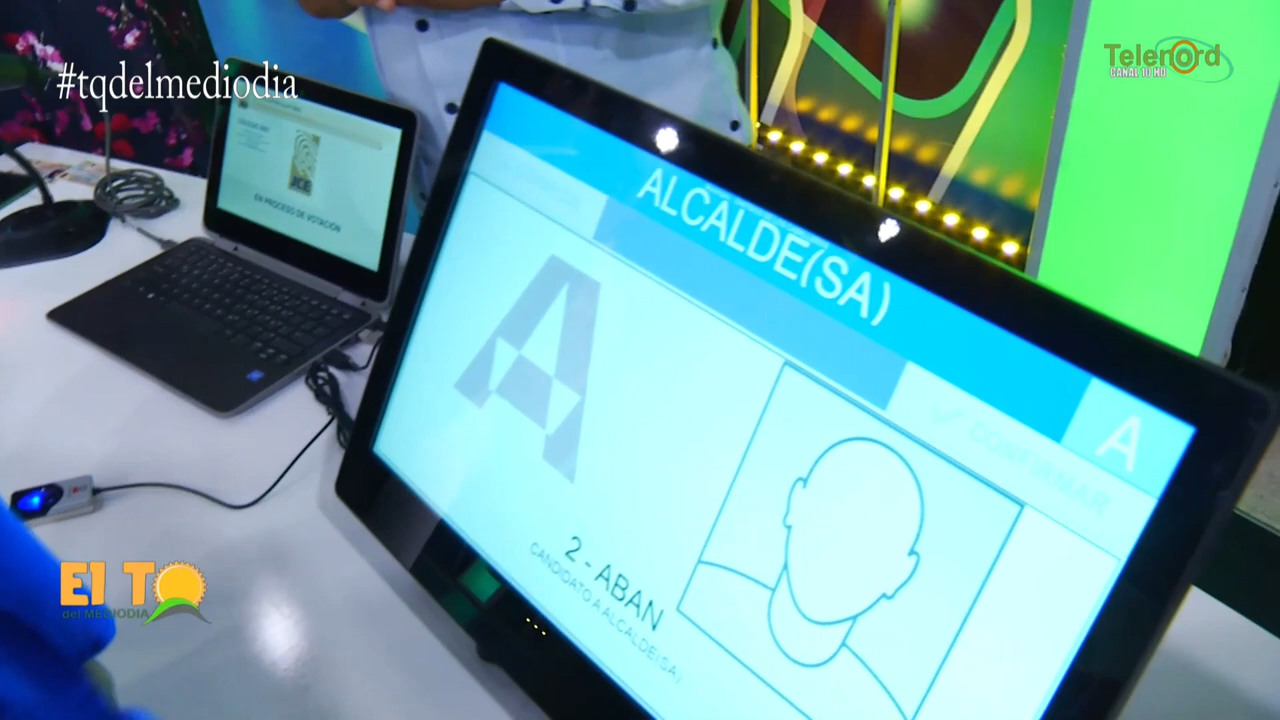 #tqdelmediodia
Telenord
CANAL 10 HD
JCE
EN PROCESO DE VOTACIÓN
ALCALDE(SA)
A
CONFIRMAR
A
2 - ABAN
CANDIDATO A ALCALDE(SA)
El T
del MEDIODIA